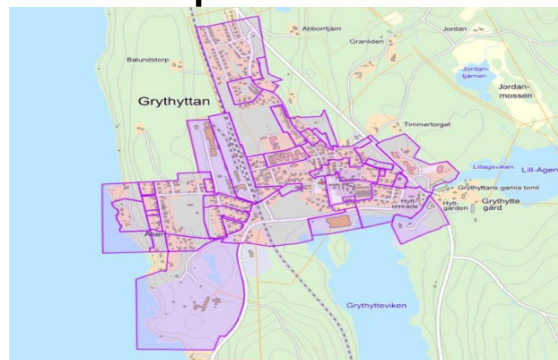 Abborrtjärn
Jordan
Granliden
Balundstorp
Jordan-
tjärnen
Jordan-
mossen
Grythyttan
Timmertorget
Lillagsviken
Lill-Agen
Grythyttans gamla tomt
Hytt-
området
Hytt-
gården
Grythytte
gård
Åsen
Grythytteviken